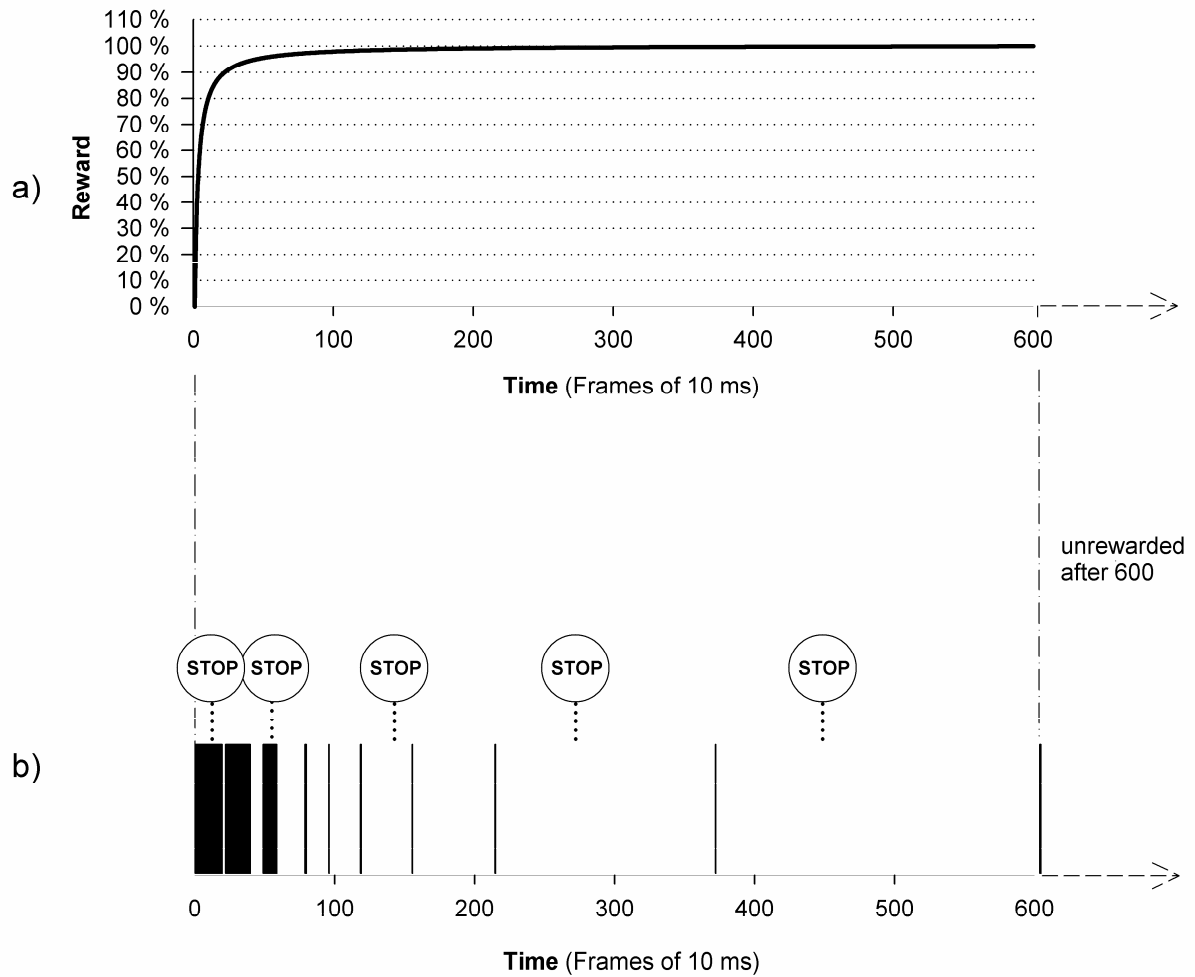 110 %
100 %
90 %
80 %
70 %
60 %
50 %
40 %
30 %
20 %
10 %
0 %
Reward
a)
0 100 200 300 400 500 600
Time (Frames of 10 ms)
unrewarded
after 600
STOP STOP STOP STOP STOP
b)
0 100 200 300 400 500 600
Time (Frames of 10 ms)